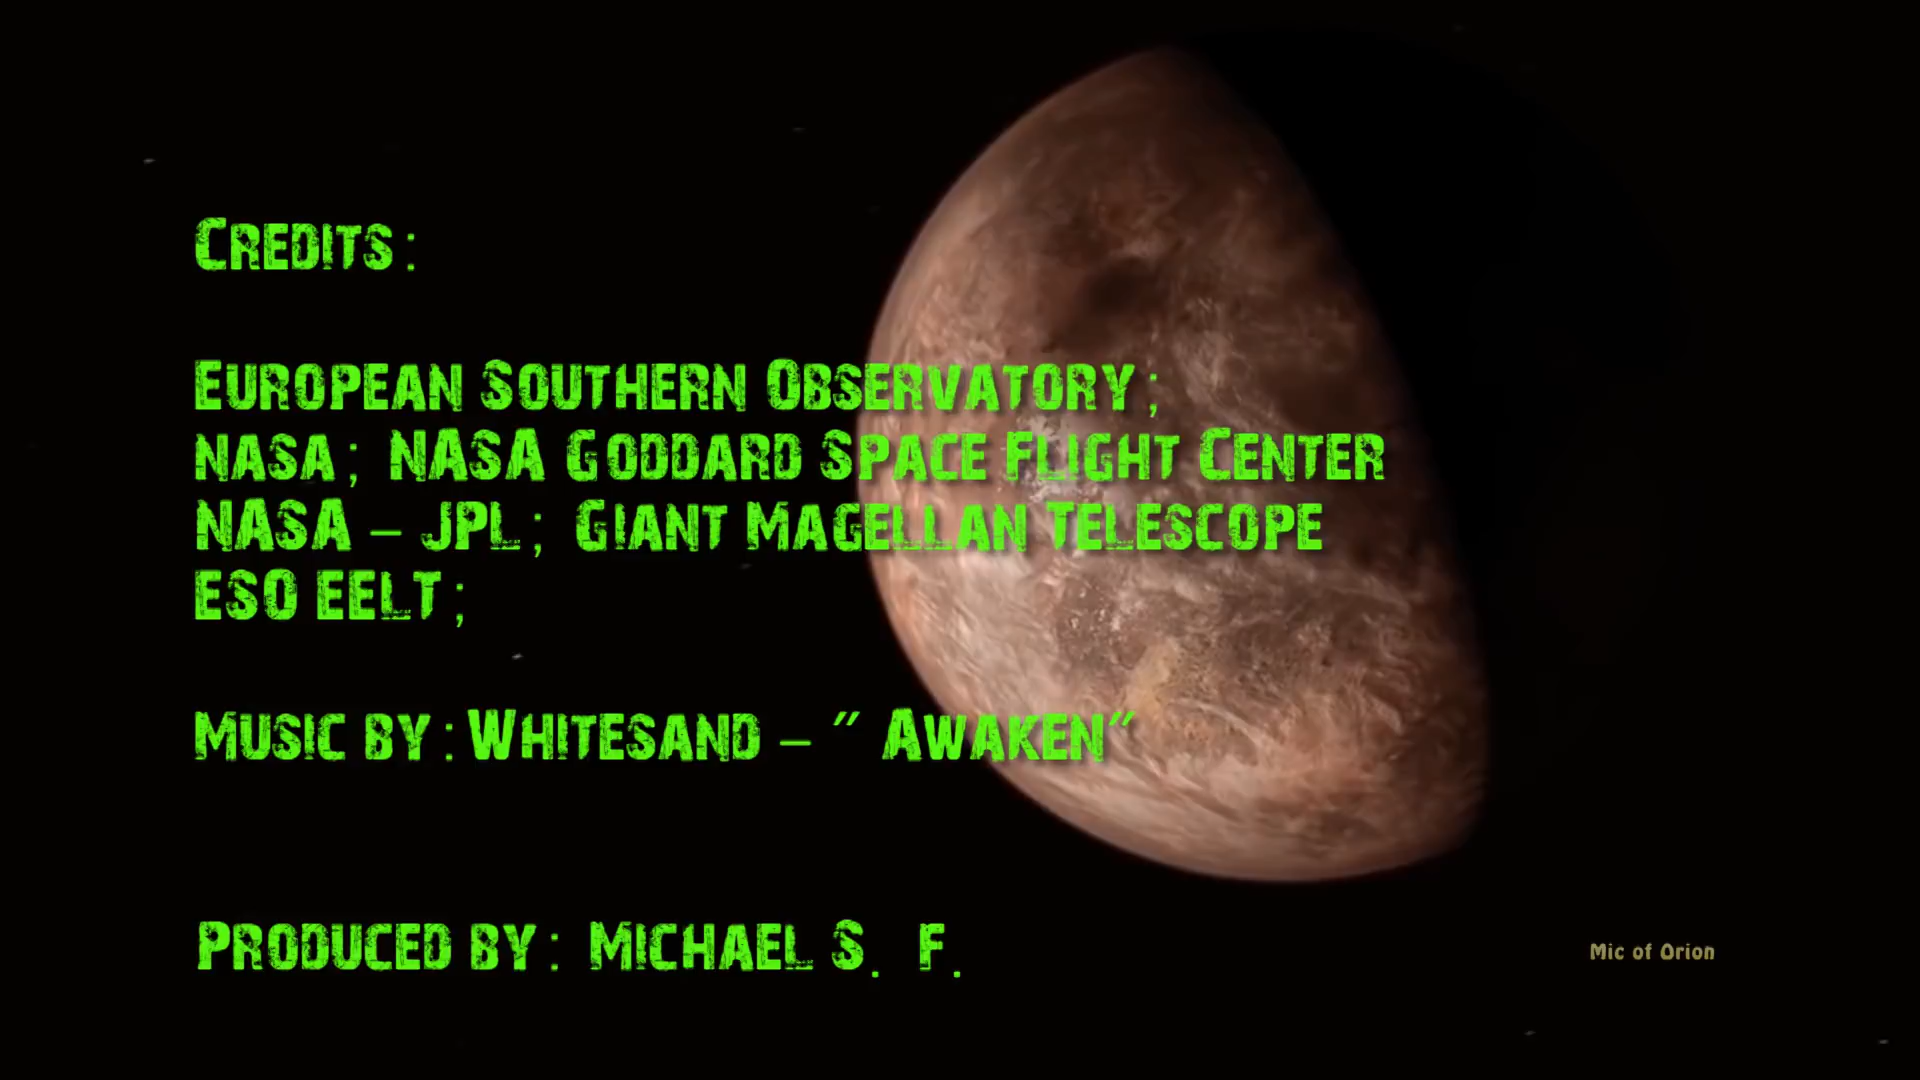 Credits:
European Southern Observatory;
NASA; NASA Goddard Space Flight Center
NASA – JPL; Giant Magellan Telescope
ESO EELT;
Music by: Whitesand – " Awaken"
Produced by: Michael S. F.
Mic of Orion